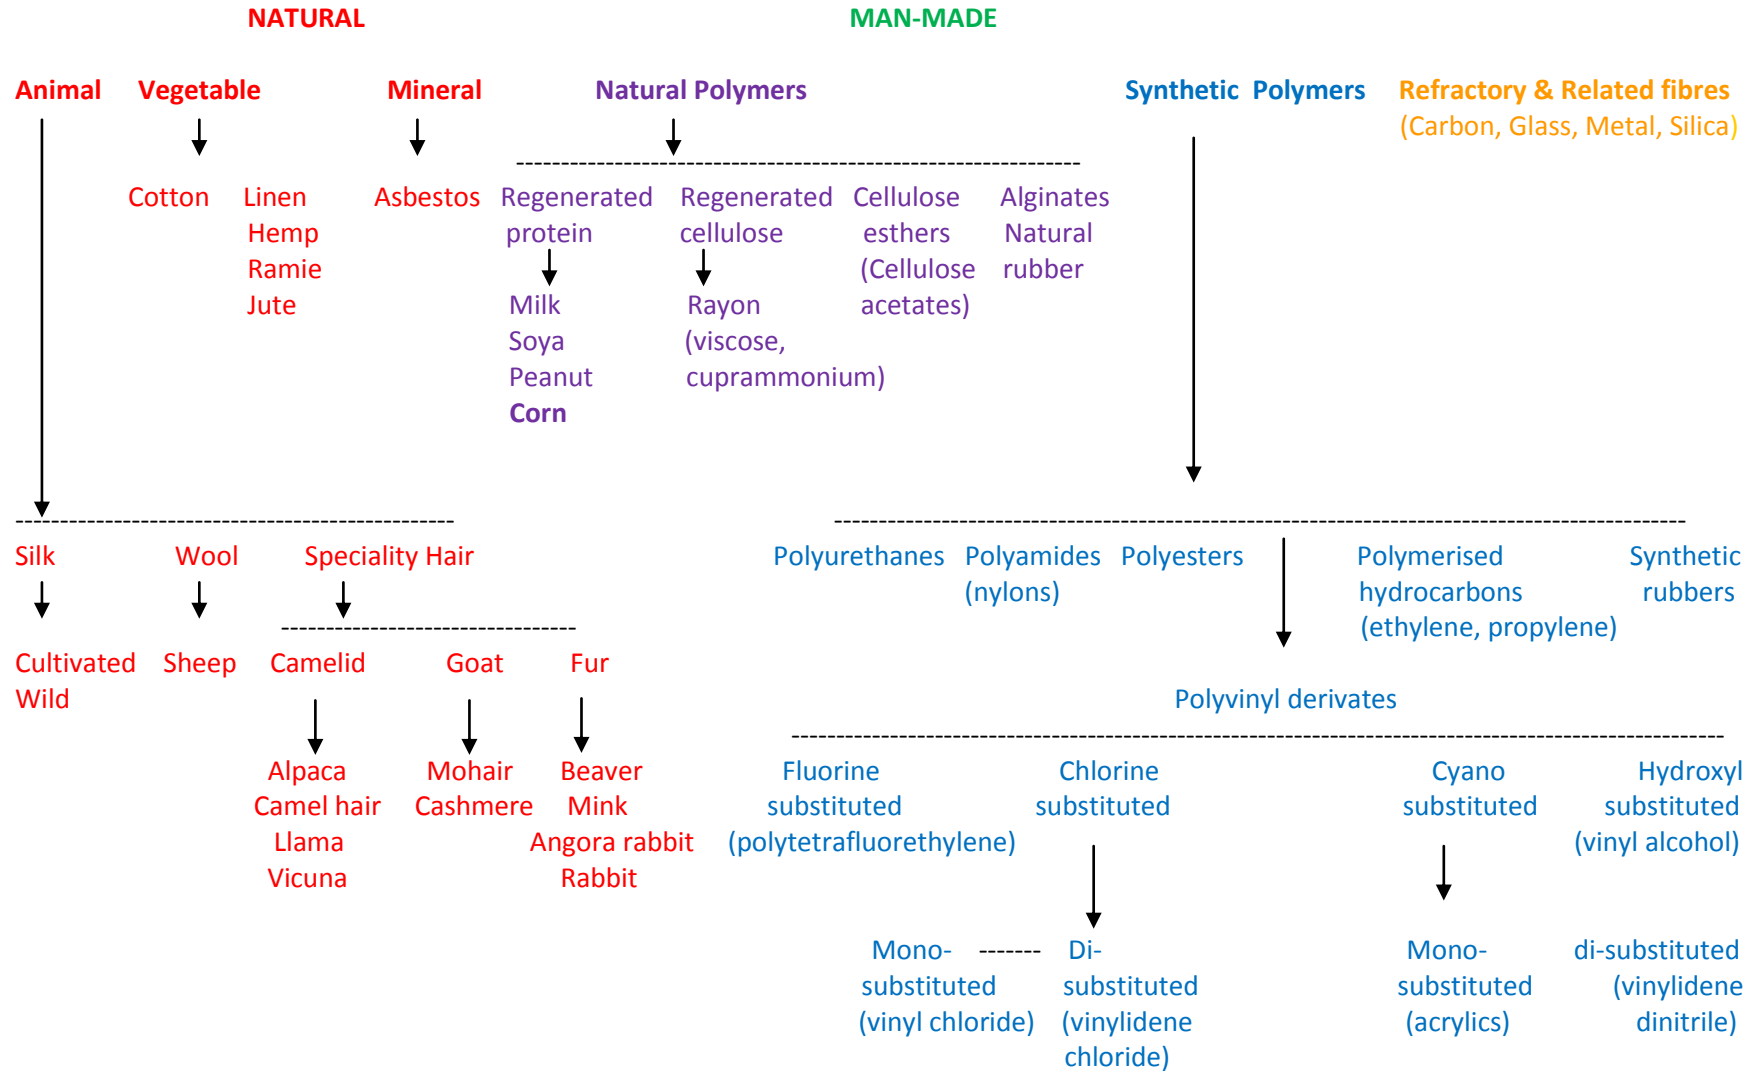 NATURAL MAN-MADE
Animal Vegetable Mineral Natural Polymers Synthetic Polymers Refractory & Related fibres
(Carbon, Glass, Metal, Silica)
Cotton Linen Asbestos Regenerated Regenerated Cellulose Alginates
Hemp protein cellulose esthers Natural
Ramie (Cellulose rubber
Jute Milk Rayon acetates)
Soya (viscose,
Peanut cuprammonium)
Corn
Silk Wool Speciality Hair Polyurethanes Polyamides Polyesters Polymerised Synthetic
(nylons) hydrocarbons rubbers
(ethylene, propylene)
Cultivated Sheep Camelid Goat Fur
Wild Polyvinyl derivates
Alpaca Mohair Beaver Fluorine Chlorine Cyano Hydroxyl
Camel hair Cashmere Mink substituted substituted substituted substituted
Llama Angora rabbit (polytetrafluorethylene) (vinyl alcohol)
Vicuna Rabbit
Mono- ------- Di- Mono- di-substituted
substituted substituted substituted (vinylidene
(vinyl chloride) (vinylidene (acrylics) dinitrile)
chloride)